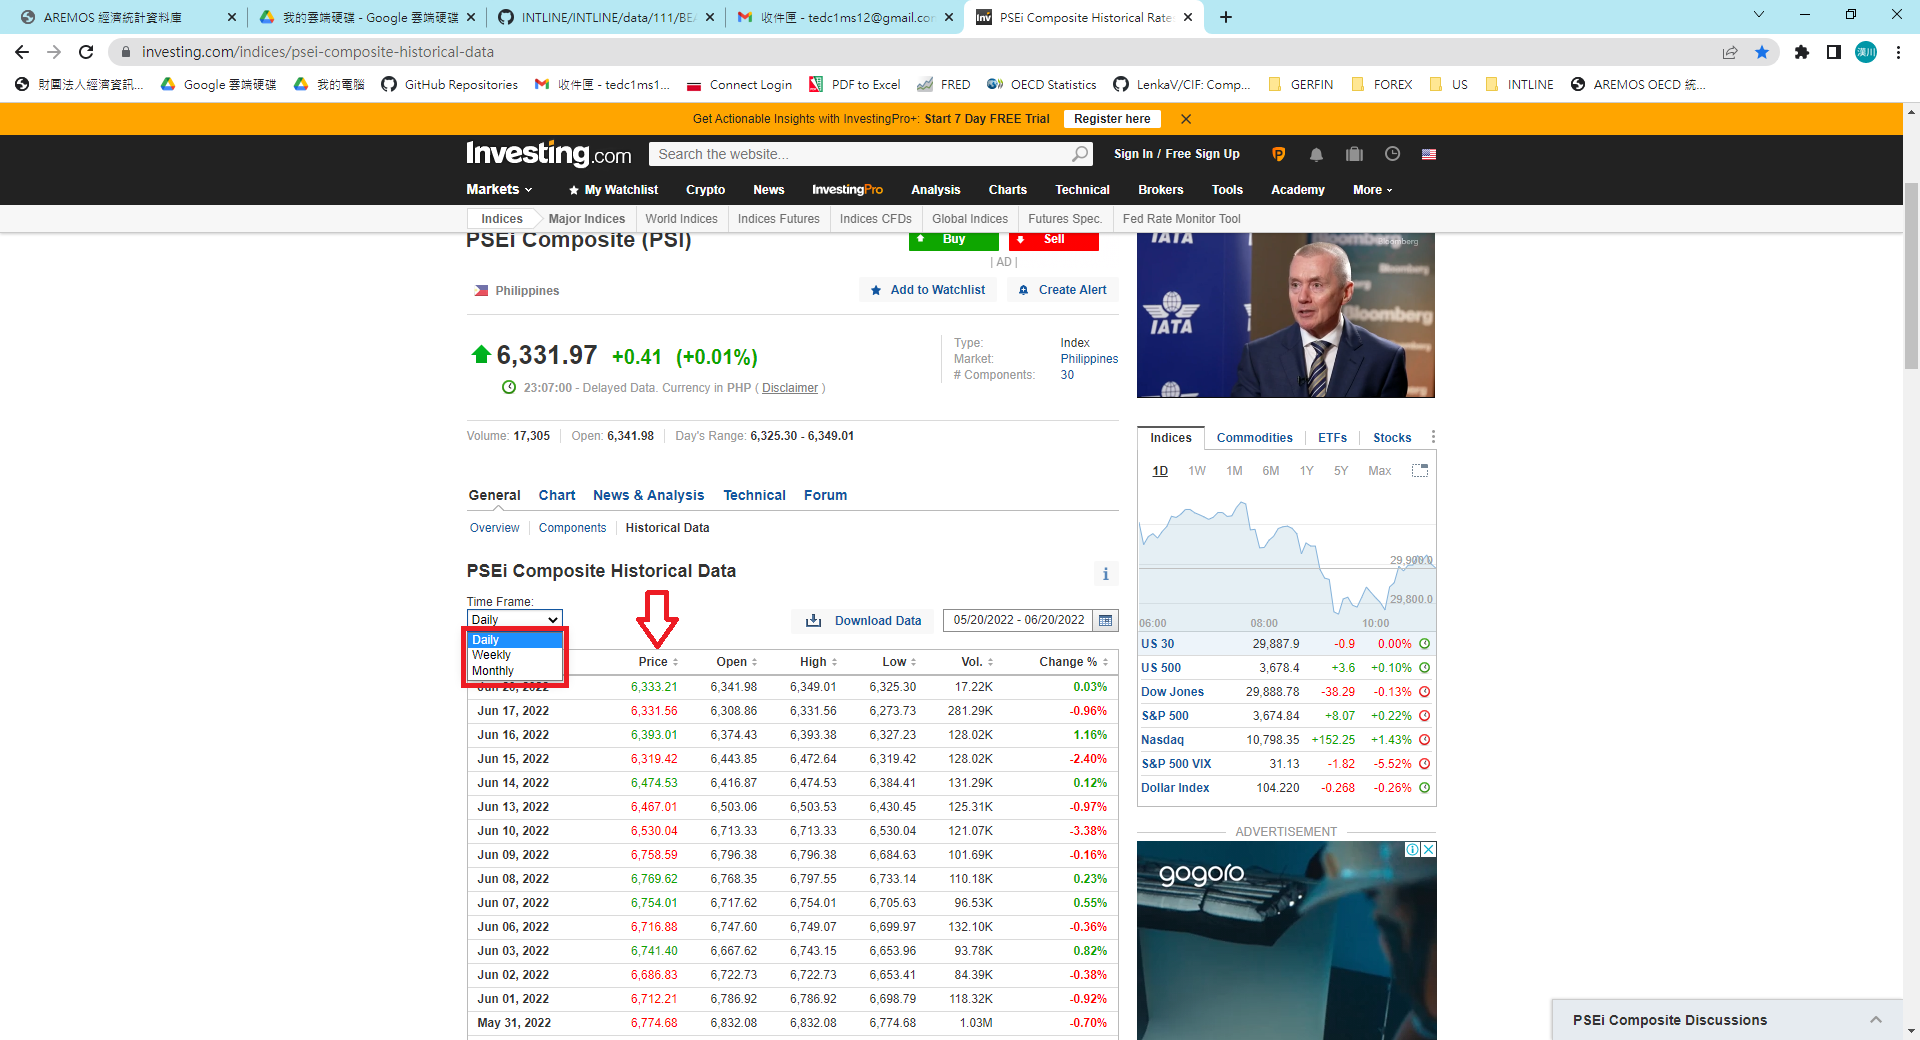 AREMOS 經濟統計資料庫
我的雲端硬碟 - Google 雲端硬碟
INTLINE/INTLINE/data/111/BEA
收件匣 - tedc1ms12@gmail.com
PSEi Composite Historical Rates
investing.com/indices/psei-composite-historical-data
漢川
財團法人經濟資訊... Google 雲端硬碟 我的電腦 GitHub Repositories 收件匣 - tedc1ms1... Connect Login PDF to Excel FRED OECD Statistics LenkaV/CIF: Comp... GERFIN FOREX US INTLINE AREMOS OECD 統...
Get Actionable Insights with InvestingPro+: Start 7 Day FREE Trial Register here
Investing.com Search the website... Sign In / Free Sign Up
Markets My Watchlist Crypto News InvestingPro Analysis Charts Technical Brokers Tools Academy More
Indices Major Indices World Indices Indices Futures Indices CFDs Global Indices Futures Spec. Fed Rate Monitor Tool
PSEi Composite (PSI)
Buy Sell
| AD |
Philippines
Add to Watchlist Create Alert
6,331.97 +0.41 (+0.01%)
23:07:00 - Delayed Data. Currency in PHP ( Disclaimer )
Type: Index
Market: Philippines
# Components: 30
Volume: 17,305 Open: 6,341.98 Day's Range: 6,325.30 - 6,349.01
General Chart News & Analysis Technical Forum
Overview Components Historical Data
PSEi Composite Historical Data
Time Frame:
Daily
Daily
Weekly
Monthly
Download Data 05/20/2022 - 06/20/2022
Price Open High Low Vol. Change %
Jun 20, 2022 6,333.21 6,341.98 6,349.01 6,325.30 17.22K 0.03%
Jun 17, 2022 6,331.56 6,308.86 6,331.56 6,273.73 281.29K -0.96%
Jun 16, 2022 6,393.01 6,374.43 6,393.38 6,327.23 128.02K 1.16%
Jun 15, 2022 6,319.42 6,443.85 6,472.64 6,319.42 128.02K -2.40%
Jun 14, 2022 6,474.53 6,416.87 6,474.53 6,384.41 131.29K 0.12%
Jun 13, 2022 6,467.01 6,503.06 6,503.53 6,430.45 125.31K -0.97%
Jun 10, 2022 6,530.04 6,713.33 6,713.33 6,530.04 121.07K -3.38%
Jun 09, 2022 6,758.59 6,796.38 6,796.38 6,684.63 101.69K -0.16%
Jun 08, 2022 6,769.62 6,768.35 6,797.55 6,733.14 110.18K 0.23%
Jun 07, 2022 6,754.01 6,717.62 6,754.01 6,705.63 96.53K 0.55%
Jun 06, 2022 6,716.88 6,747.60 6,749.07 6,699.97 132.10K -0.36%
Jun 03, 2022 6,741.40 6,667.62 6,743.15 6,653.96 93.78K 0.82%
Jun 02, 2022 6,686.83 6,722.73 6,722.73 6,653.41 84.39K -0.38%
Jun 01, 2022 6,712.21 6,786.92 6,786.92 6,698.79 118.32K -0.92%
May 31, 2022 6,774.68 6,832.08 6,832.08 6,774.68 1.03M -0.70%
IATA
Bloomberg
Bloomberg
IATA
Bloomberg
Indices Commodities ETFs Stocks
1D 1W 1M 6M 1Y 5Y Max
29,900.0
29,800.0
06:00 08:00 10:00
US 30 29,887.9 -0.9 0.00%
US 500 3,678.4 +3.6 +0.10%
Dow Jones 29,888.78 -38.29 -0.13%
S&P 500 3,674.84 +8.07 +0.22%
Nasdaq 10,798.35 +152.25 +1.43%
S&P 500 VIX 31.13 -1.82 -5.52%
Dollar Index 104.220 -0.268 -0.26%
ADVERTISEMENT
gogoro
PSEi Composite Discussions